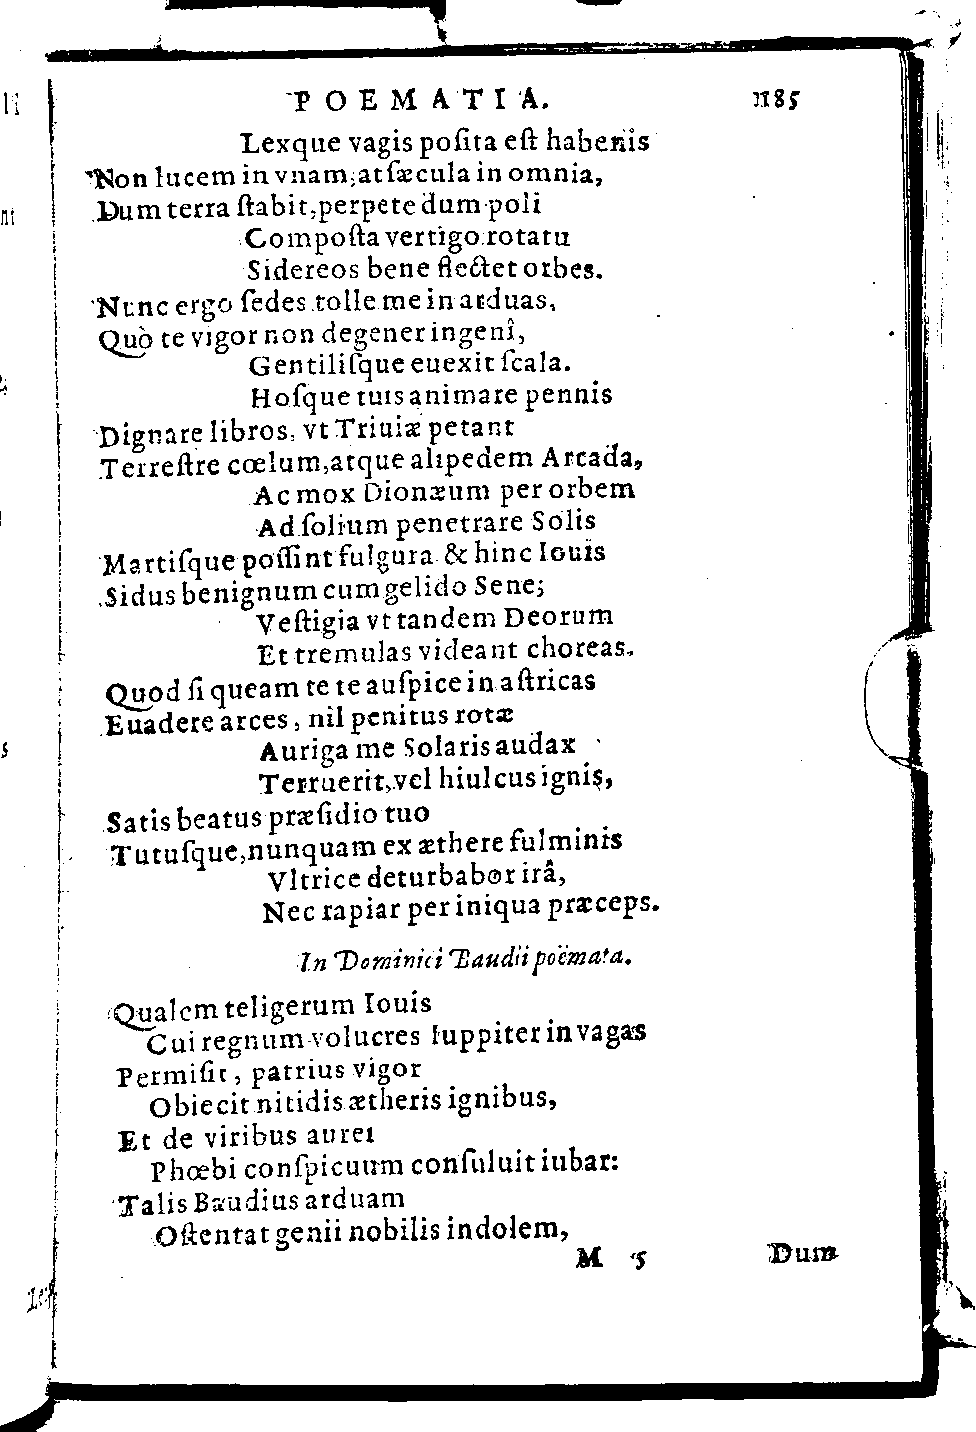 POEMATIA. 185
Lexque vagis poſita eſt habenis
Non lucem in vnam; at ſæcula in omnia,
Dum terra ſtabit, perpete dum poli
Compoſta vertigo rotatu
Sidereos bene flectet orbes.
Nunc ergo ſedes tolle me in arduas,
Quò te vigor non degener ingenî,
Gentiliſque euexit ſcala.
Hoſque tuis animare pennis
Dignare libros, vt Triuiæ petant
Terreſtre cœlum, atque alipedem Arcada,
Ac mox Dionæum per orbem
Ad ſolium penetrare Solis
Martiſque poſſint fulgura & hinc Iouis
Sidus benignum cum gelido Sene;
Veſtigia vt tandem Deorum
Et tremulas videant choreas.
Quod ſi queam te te auſpice in aſtricas
Euadere arces, nil penitus rotæ
Auriga me Solaris audax
Terruerit, vel hiulcus ignis,
Satis beatus præſidio tuo
Tutuſque, nunquam ex æthere fulminis
Vltrice deturbabor irâ,
Nec rapiar per iniqua præceps.
In Dominici Baudii poëmata.
Qualem teligerum Iouis
Cui regnum volucres Iuppiter in vagas
Permiſit, patrius vigor
Obiecit nitidis ætheris ignibus,
Et de viribus aurei
Phœbi conſpicuum conſuluit iubar:
Talis Baudius arduam
Oſtentat genii nobilis indolem,
M 5 Dum